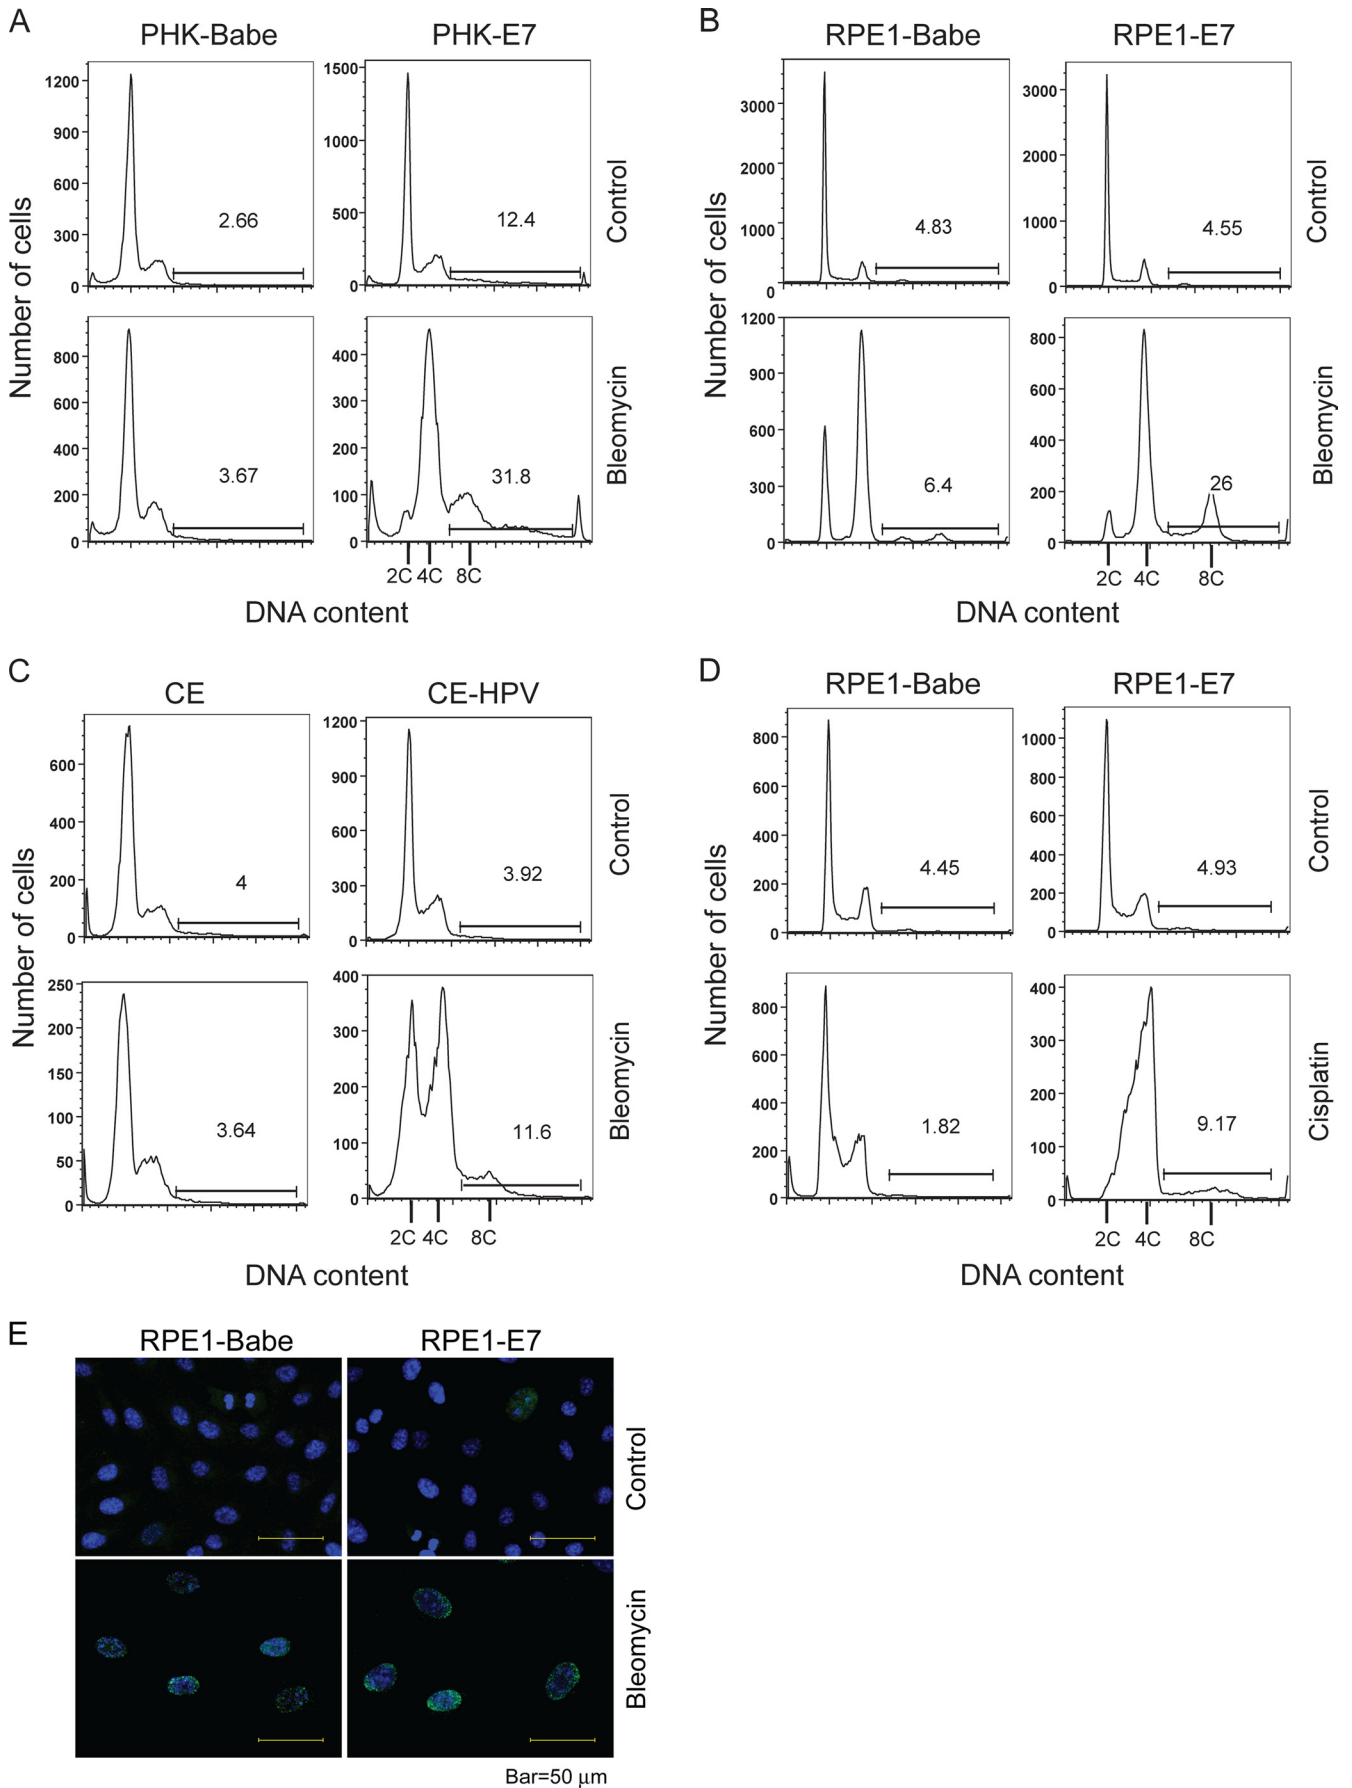 A
PHK-Babe
PHK-E7
Number of cells
1200
900
600
300
0
2.66
1500
1000
500
0
12.4
Control
800
600
400
200
0
3.67
400
300
200
100
0
31.8
Bleomycin
2C 4C 8C
DNA content
B
RPE1-Babe
RPE1-E7
Number of cells
3000
2000
1000
0
4.83
3000
2000
1000
0
4.55
Control
1200
900
600
300
0
6.4
800
600
400
200
0
26
Bleomycin
2C 4C 8C
DNA content
C
CE
CE-HPV
Number of cells
600
400
200
0
4
1200
900
600
300
0
3.92
Control
250
200
150
100
50
0
3.64
400
300
200
100
0
11.6
Bleomycin
2C 4C 8C
DNA content
D
RPE1-Babe
RPE1-E7
Number of cells
800
600
400
200
0
4.45
1000
800
600
400
200
0
4.93
Control
800
600
400
200
0
1.82
400
300
200
100
0
9.17
Cisplatin
2C 4C 8C
DNA content
E
RPE1-Babe
RPE1-E7
Control
Bleomycin
Bar=50 μm